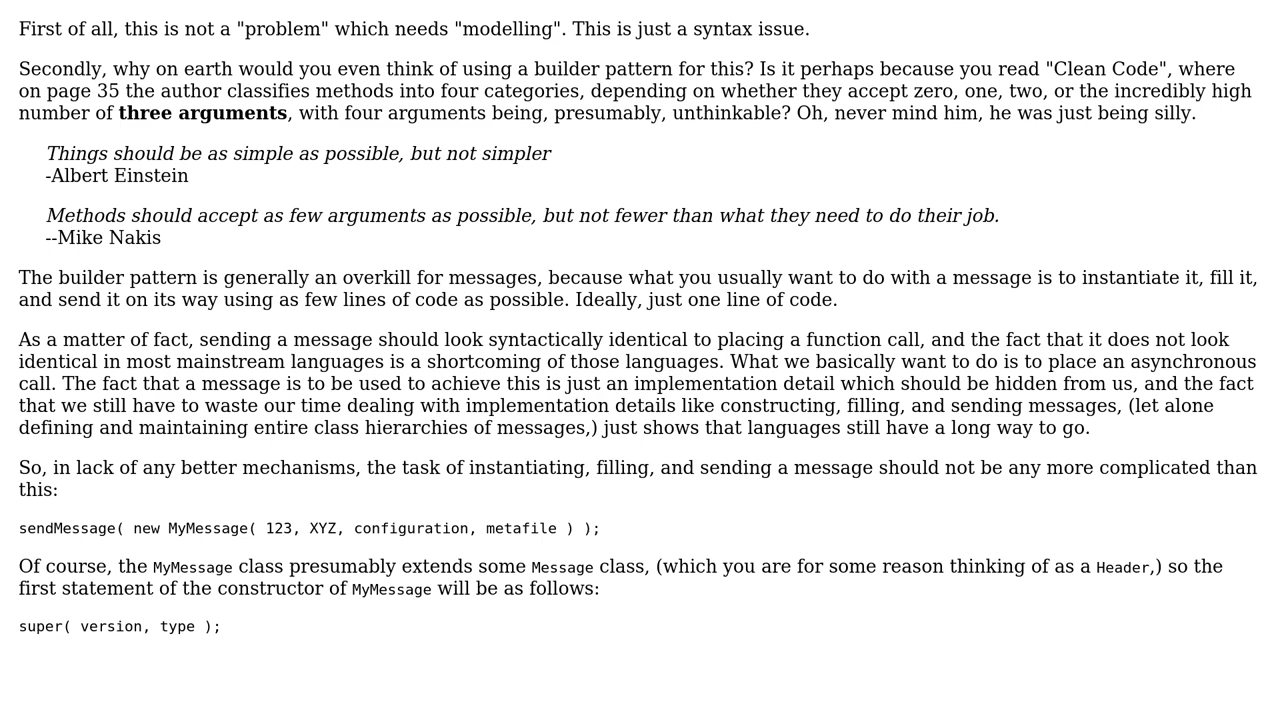 First of all, this is not a "problem" which needs "modelling". This is just a syntax issue.
Secondly, why on earth would you even think of using a builder pattern for this? Is it perhaps because you read "Clean Code", where
on page 35 the author classifies methods into four categories, depending on whether they accept zero, one, two, or the incredibly high
number of three arguments, with four arguments being, presumably, unthinkable? Oh, never mind him, he was just being silly.
Things should be as simple as possible, but not simpler
-Albert Einstein
Methods should accept as few arguments as possible, but not fewer than what they need to do their job.
--Mike Nakis
The builder pattern is generally an overkill for messages, because what you usually want to do with a message is to instantiate it, fill it,
and send it on its way using as few lines of code as possible. Ideally, just one line of code.
As a matter of fact, sending a message should look syntactically identical to placing a function call, and the fact that it does not look
identical in most mainstream languages is a shortcoming of those languages. What we basically want to do is to place an asynchronous
call. The fact that a message is to be used to achieve this is just an implementation detail which should be hidden from us, and the fact
that we still have to waste our time dealing with implementation details like constructing, filling, and sending messages, (let alone
defining and maintaining entire class hierarchies of messages,) just shows that languages still have a long way to go.
So, in lack of any better mechanisms, the task of instantiating, filling, and sending a message should not be any more complicated than
this:
sendMessage( new MyMessage( 123, XYZ, configuration, metafile ) );
Of course, the MyMessage class presumably extends some Message class, (which you are for some reason thinking of as a Header,) so the
first statement of the constructor of MyMessage will be as follows:
super( version, type );